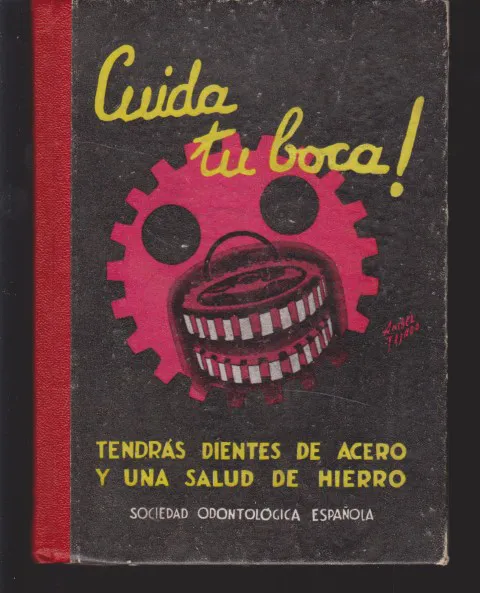 Cuida
tu boca!
TENDRÁS DIENTES DE ACERO
Y UNA SALUD DE HIERRO
SOCIEDAD ODONTOLÓGICA ESPAÑOLA